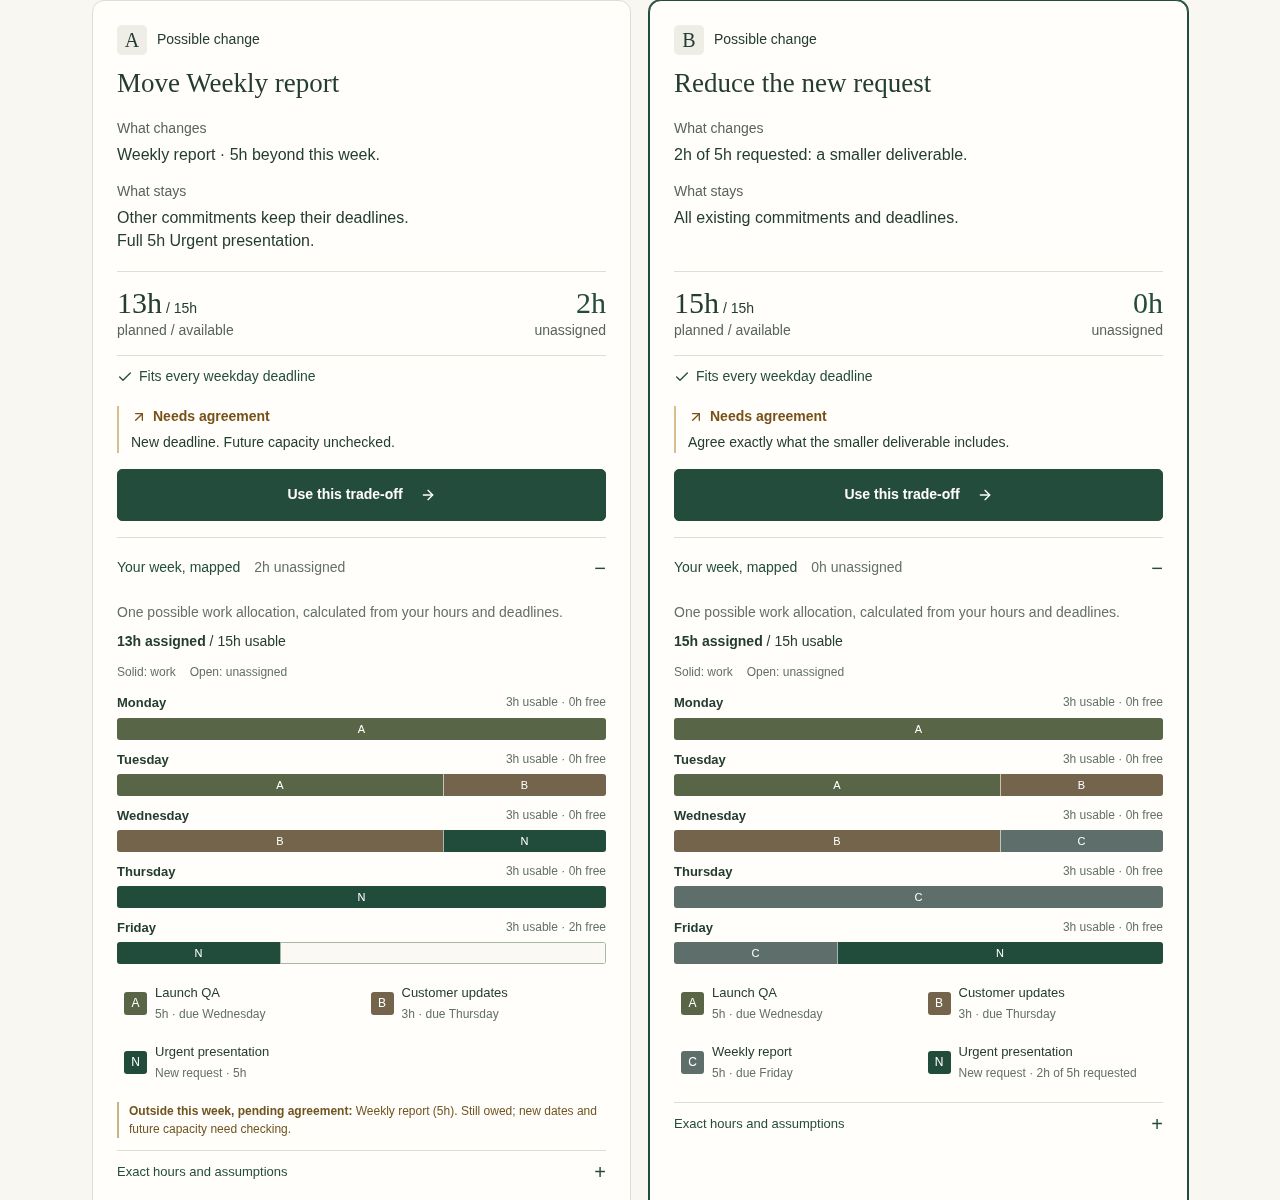 A Possible change
Move Weekly report
What changes
Weekly report · 5h beyond this week.
What stays
Other commitments keep their deadlines.
Full 5h Urgent presentation.
13h / 15h
planned / available
2h
unassigned
Fits every weekday deadline
Needs agreement
New deadline. Future capacity unchecked.
Use this trade-off
Your week, mapped 2h unassigned
One possible work allocation, calculated from your hours and deadlines.
13h assigned / 15h usable
Solid: work Open: unassigned
Monday 3h usable · 0h free
A
Tuesday 3h usable · 0h free
A B
Wednesday 3h usable · 0h free
B N
Thursday 3h usable · 0h free
N
Friday 3h usable · 2h free
N
A Launch QA
5h · due Wednesday
B Customer updates
3h · due Thursday
N Urgent presentation
New request · 5h
Outside this week, pending agreement: Weekly report (5h). Still owed; new dates and
future capacity need checking.
Exact hours and assumptions
B Possible change
Reduce the new request
What changes
2h of 5h requested: a smaller deliverable.
What stays
All existing commitments and deadlines.
15h / 15h
planned / available
0h
unassigned
Fits every weekday deadline
Needs agreement
Agree exactly what the smaller deliverable includes.
Use this trade-off
Your week, mapped 0h unassigned
One possible work allocation, calculated from your hours and deadlines.
15h assigned / 15h usable
Solid: work Open: unassigned
Monday 3h usable · 0h free
A
Tuesday 3h usable · 0h free
A B
Wednesday 3h usable · 0h free
B C
Thursday 3h usable · 0h free
C
Friday 3h usable · 0h free
C N
A Launch QA
5h · due Wednesday
B Customer updates
3h · due Thursday
C Weekly report
5h · due Friday
N Urgent presentation
New request · 2h of 5h requested
Exact hours and assumptions